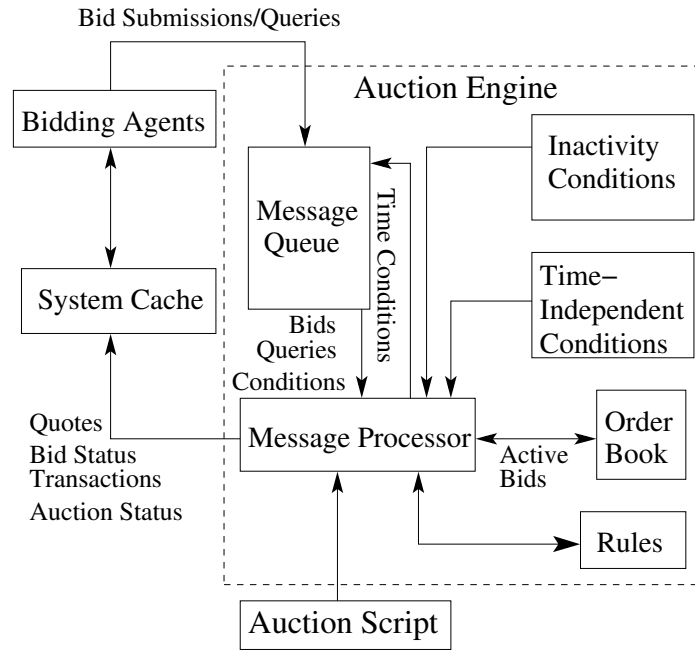 Bid Submissions/Queries
Auction Engine
Bidding Agents
Inactivity
Conditions
Message
Queue
Time Conditions
System Cache
Time−
Independent
Conditions
Bids
Queries
Conditions
Message Processor
Order
Book
Active
Bids
Quotes
Bid Status
Transactions
Auction Status
Rules
Auction Script